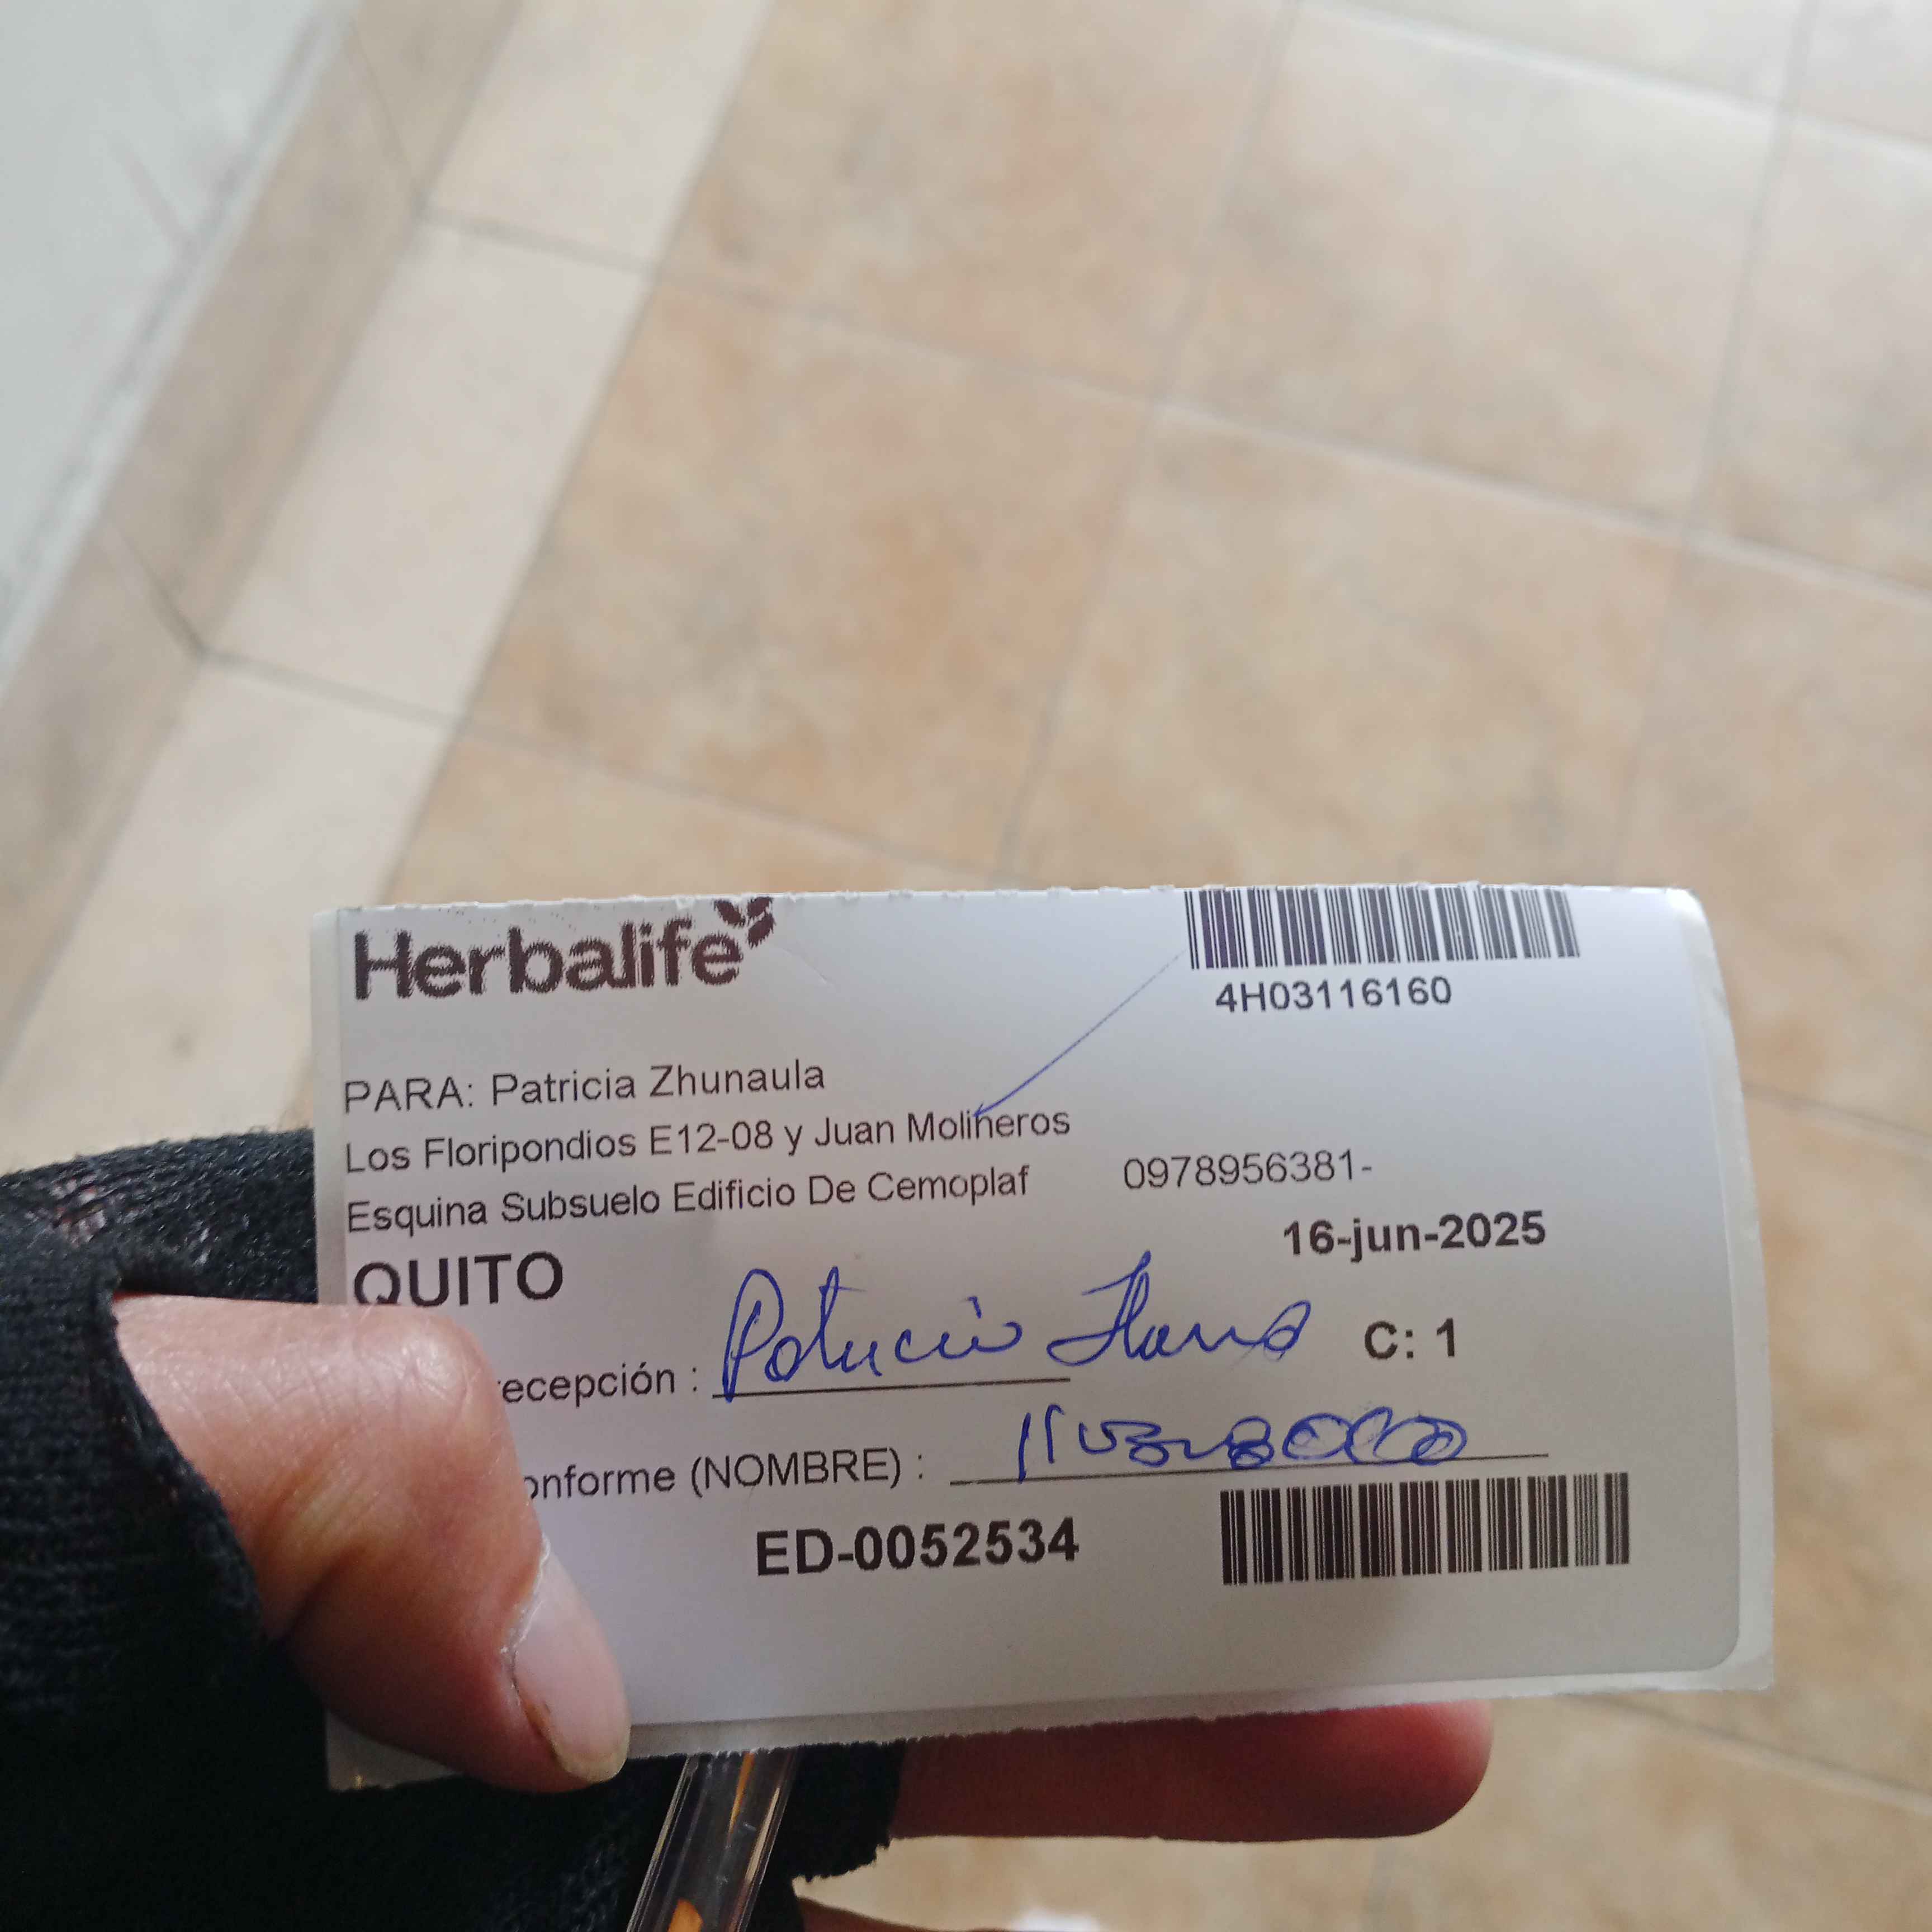 Herbalife
4H03116160
PARA: Patricia Zhunaula
Los Floripondios E12-08 y Juan Molineros
Esquina Subsuelo Edificio De Cemoplaf 0978956381-
16-jun-2025
QUITO
ecepción : C: 1
onforme (NOMBRE) :
ED-0052534